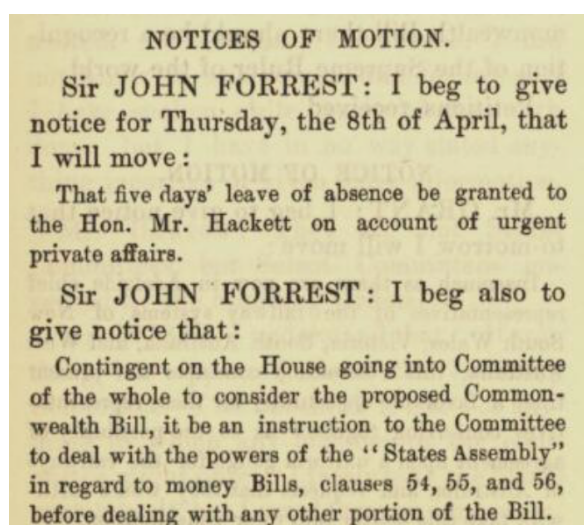 NOTICES OF MOTION.
Sir JOHN FORREST: I beg to give
notice for Thursday, the 8th of April, that
I will move:
That five days' leave of absence be granted to
the Hon. Mr. Hackett on account of urgent
private affairs.
Sir JOHN FORREST: I beg also to
give notice that:
Contingent on the House going into Committee
of the whole to consider the proposed Common-
wealth Bill, it be an instruction to the Committee
to deal with the powers of the "States Assembly"
in regard to money Bills, clauses 54, 55, and 56,
before dealing with any other portion of the Bill.